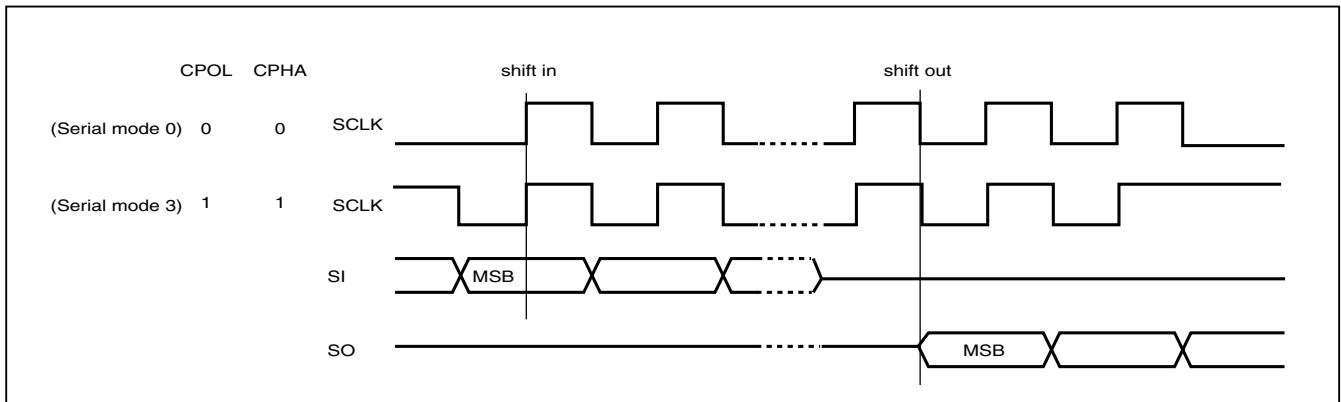 CPOL CPHA shift in shift out
(Serial mode 0) 0 0 SCLK
(Serial mode 3) 1 1 SCLK
SI MSB
SO MSB